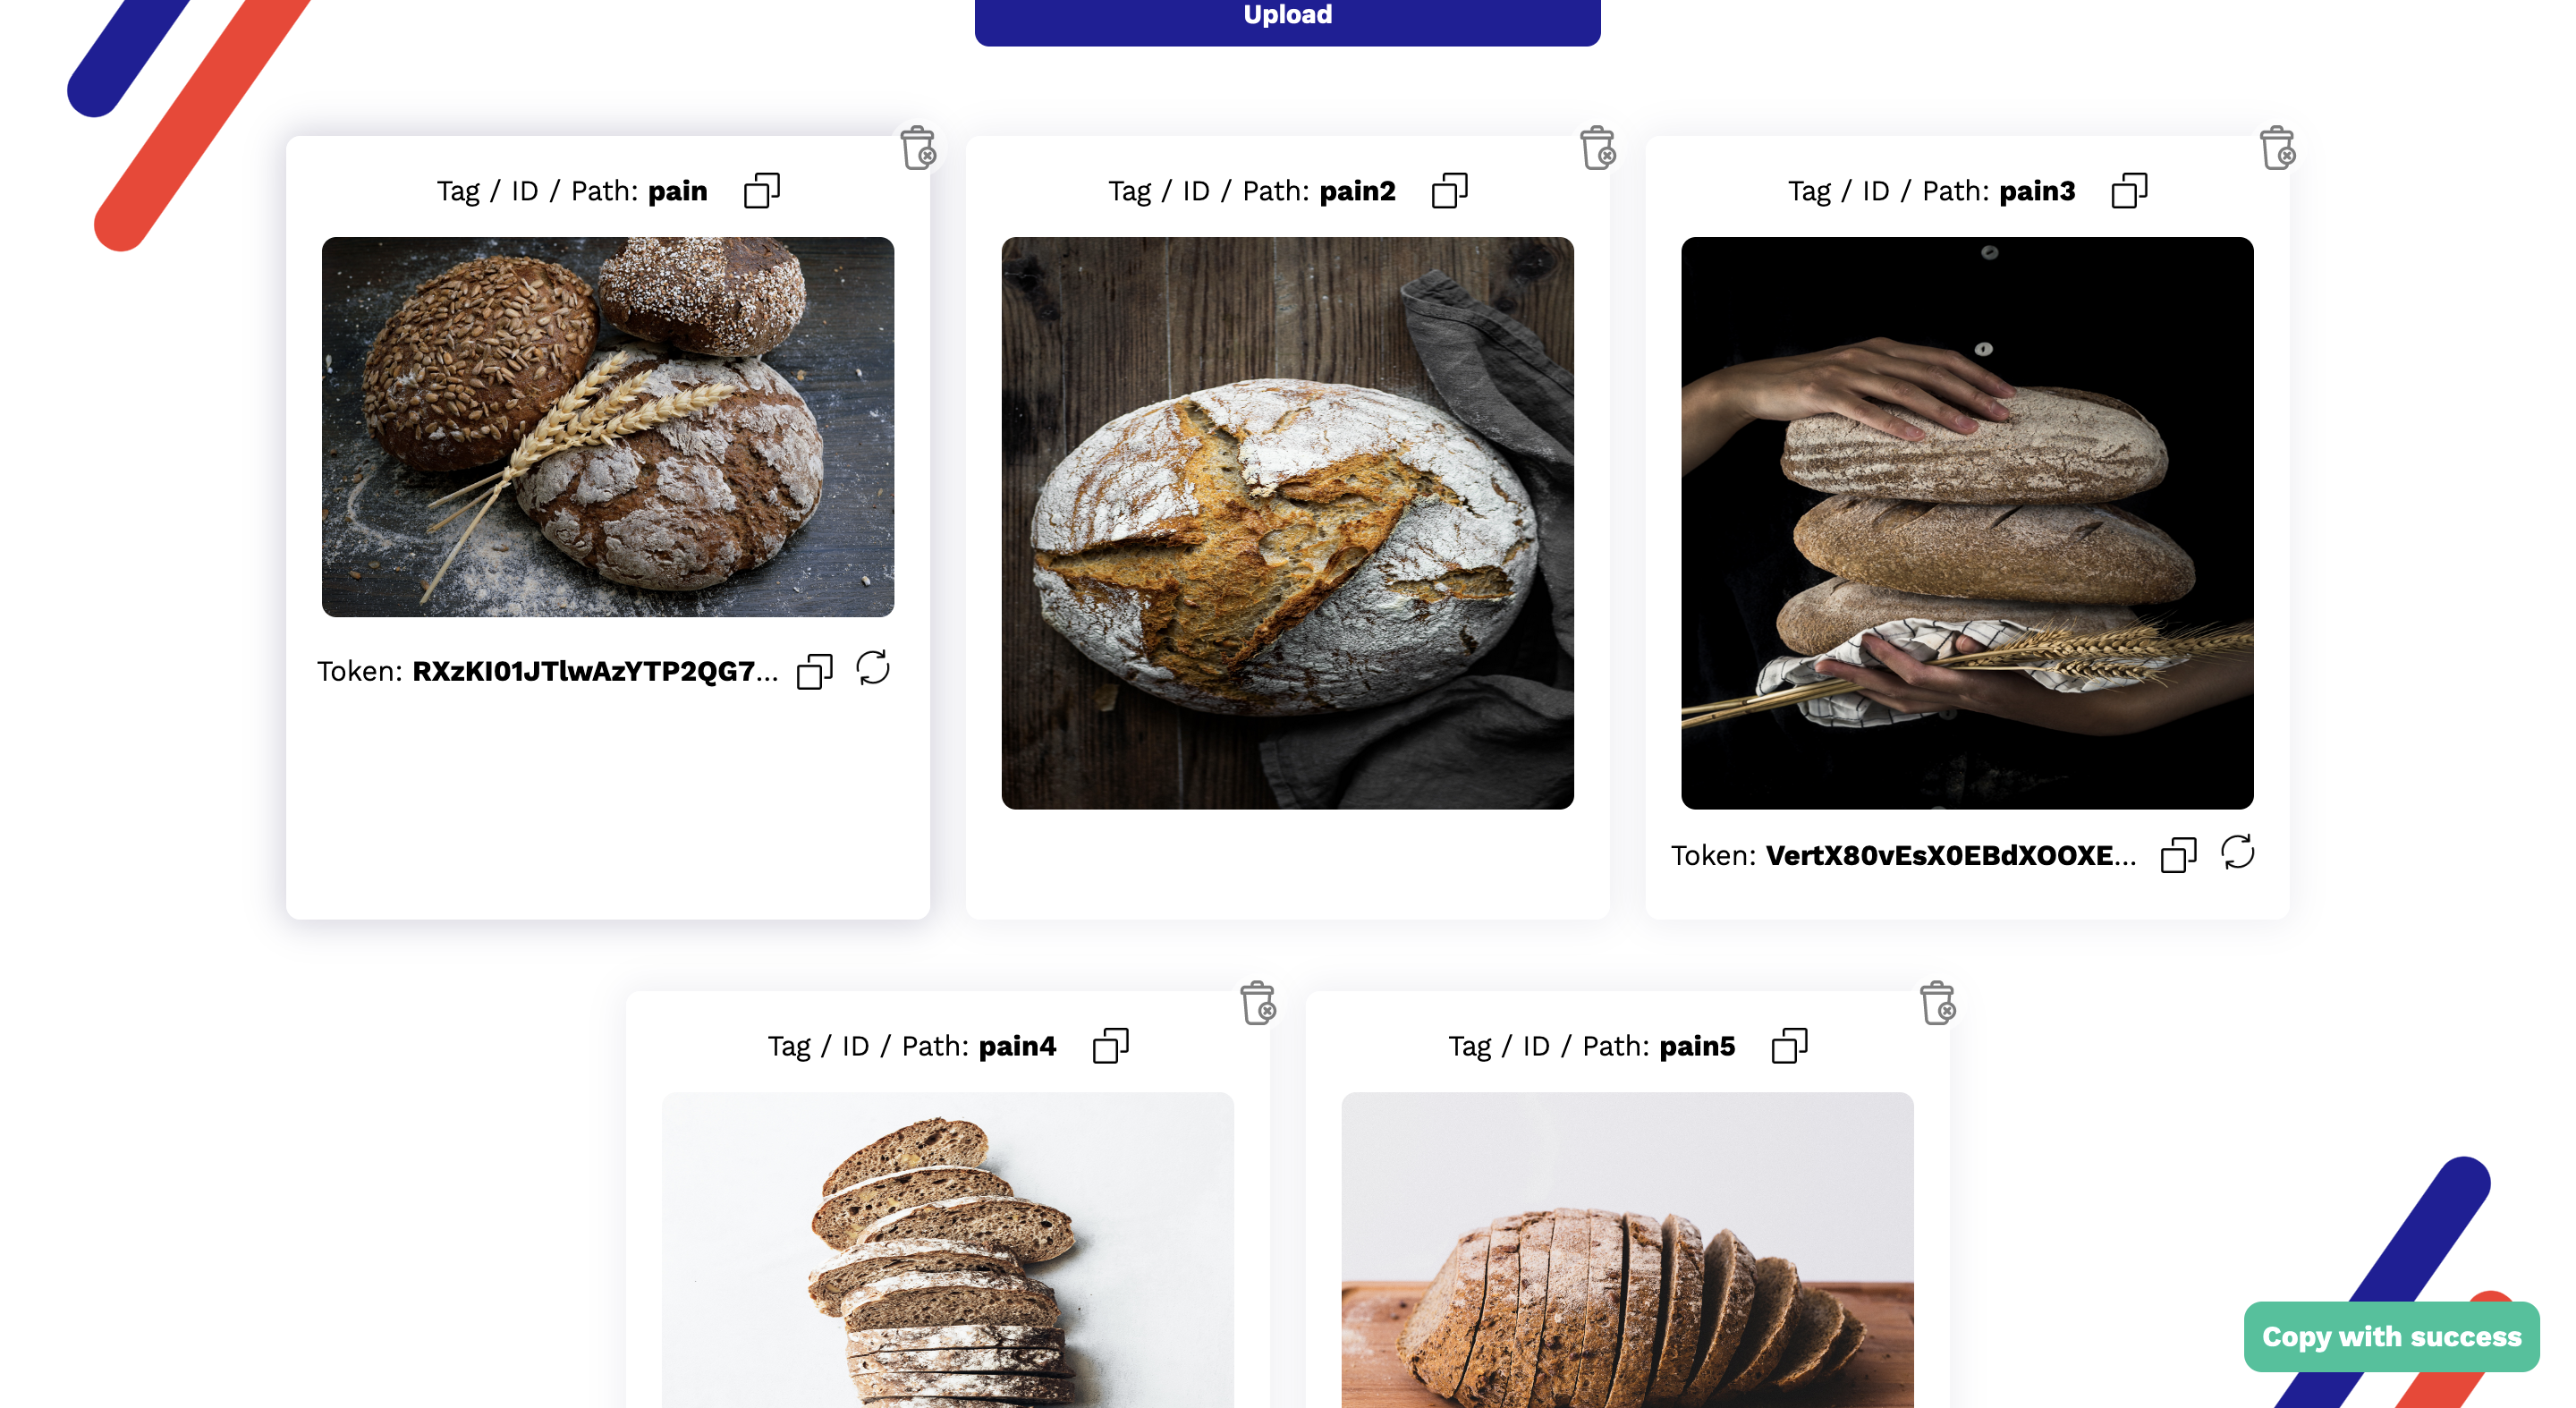 Upload
Tag / ID / Path: pain
Tag / ID / Path: pain2
Tag / ID / Path: pain3
Token: RXzKI01JTlwAzYTP2QG7...
Token: VertX80vEsX0EBdXOOXE...
Tag / ID / Path: pain4
Tag / ID / Path: pain5
Copy with success